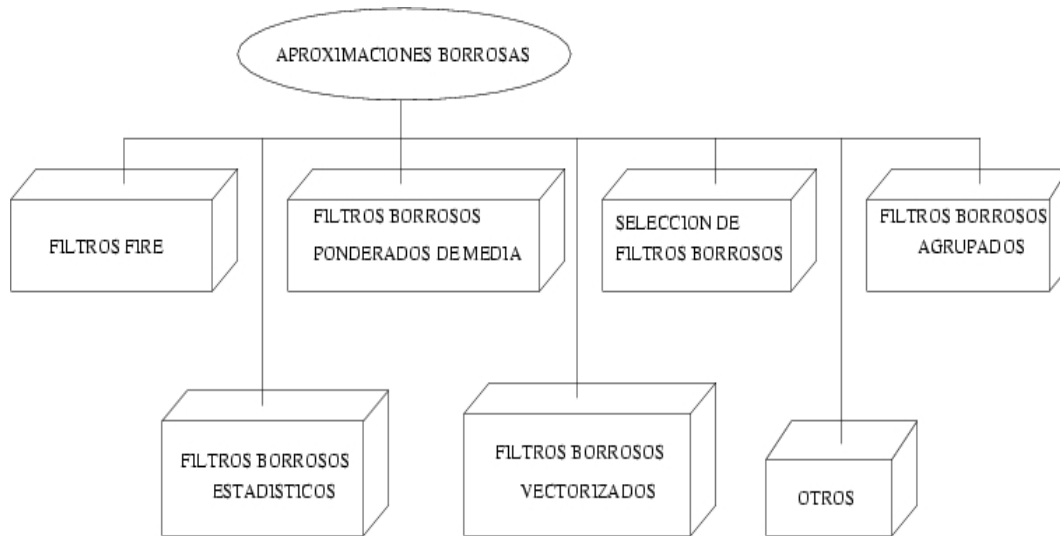 APROXIMACIONES BORROSAS
FILTROS FIRE
FILTROS BORROSOS
PONDERADOS DE MEDIA
SELECCION DE
FILTROS BORROSOS
FILTROS BORROSOS
AGRUPADOS
FILTROS BORROSOS
ESTADISTICOS
FILTROS BORROSOS
VECTORIZADOS
OTROS